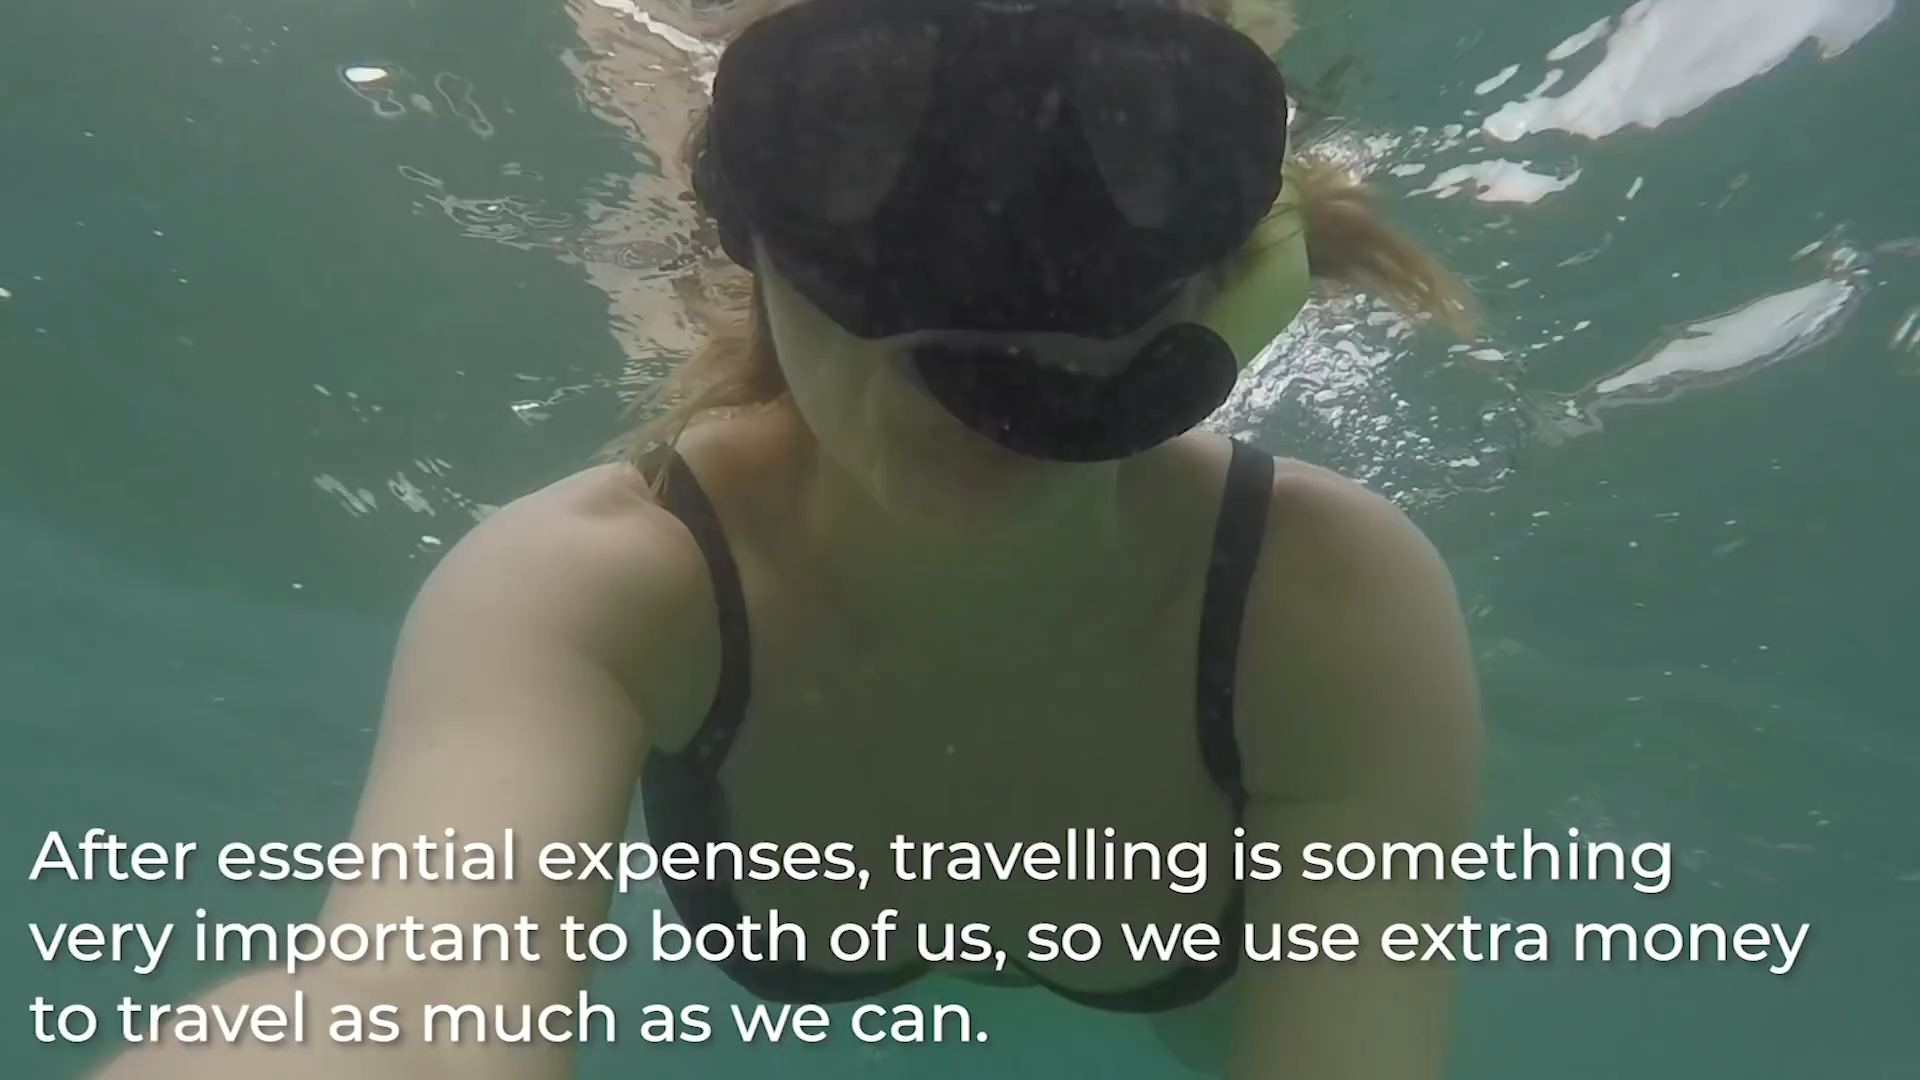 After essential expenses, travelling is something
very important to both of us, so we use extra money
to travel as much as we can.